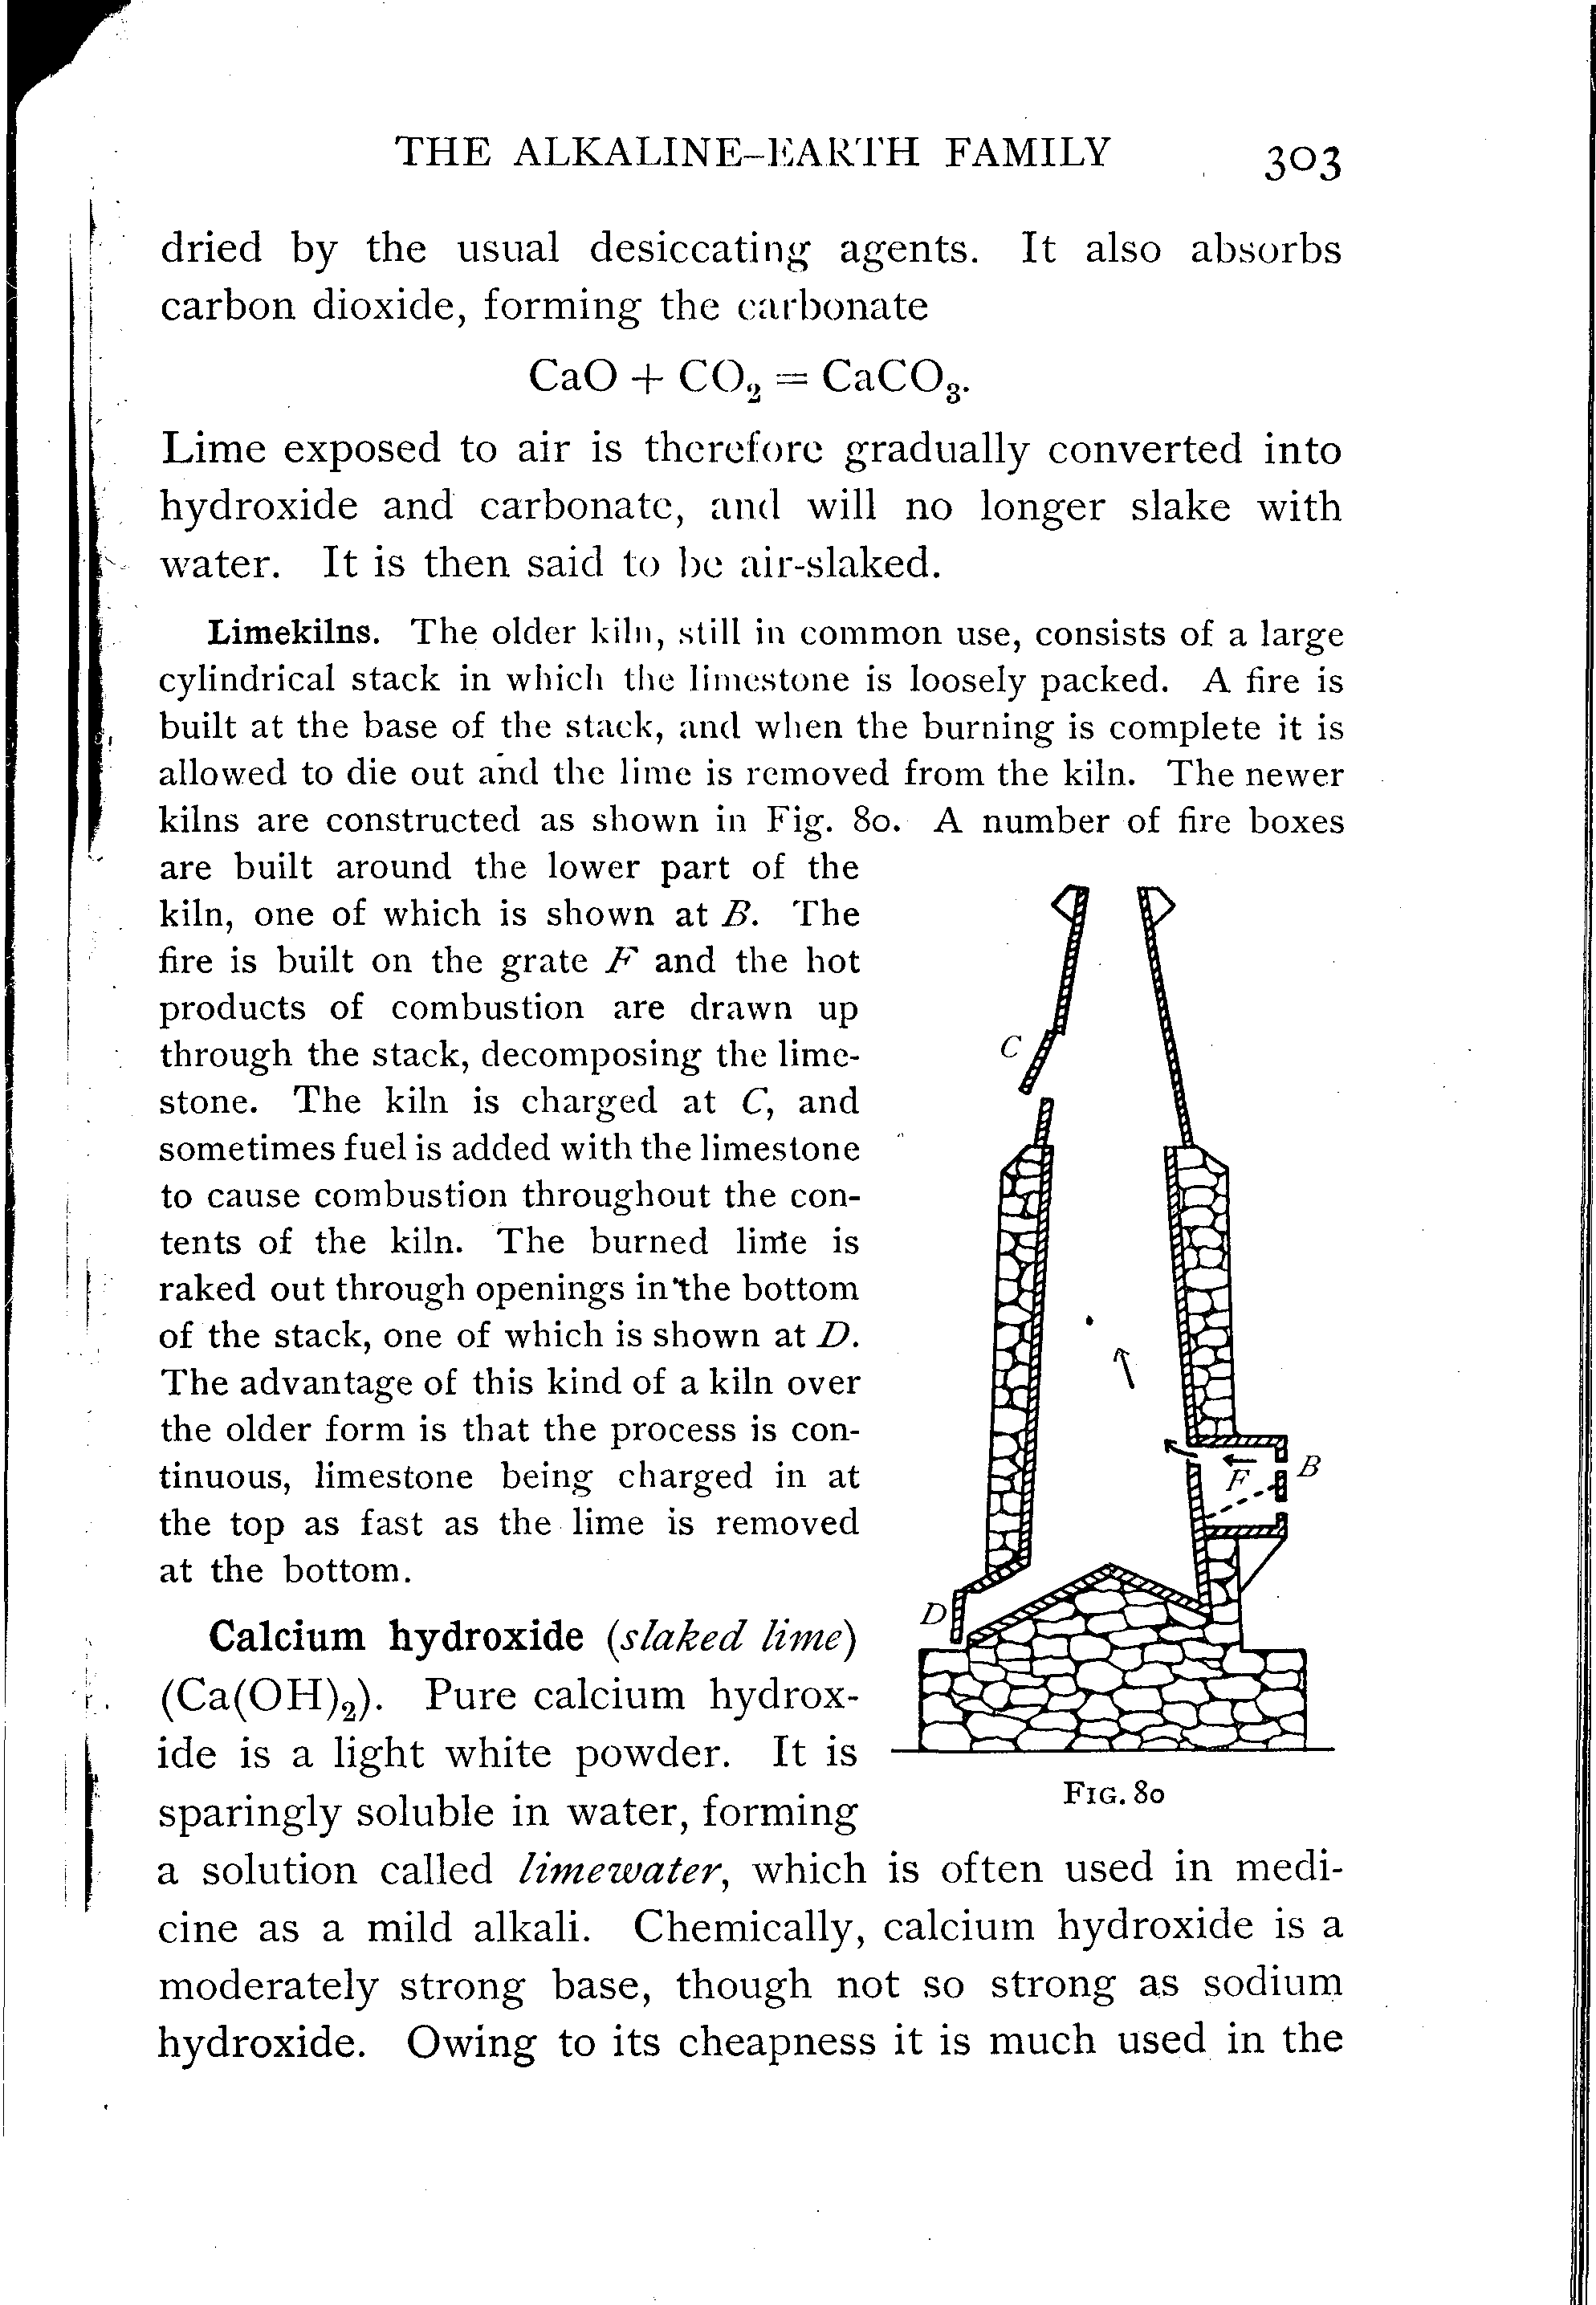 THE ALKALINE–EARTH FAMILY 303
dried by the usual desiccating agents. It also absorbs
carbon dioxide, forming the carbonate
CaO + CO₂ = CaCO₃.
Lime exposed to air is therefore gradually converted into
hydroxide and carbonate, and will no longer slake with
water. It is then said to be air-slaked.
Limekilns. The older kiln, still in common use, consists of a large
cylindrical stack in which the limestone is loosely packed. A fire is
built at the base of the stack, and when the burning is complete it is
allowed to die out and the lime is removed from the kiln. The newer
kilns are constructed as shown in Fig. 80. A number of fire boxes
are built around the lower part of the
kiln, one of which is shown at B. The
fire is built on the grate F and the hot
products of combustion are drawn up
through the stack, decomposing the lime-
stone. The kiln is charged at C, and
sometimes fuel is added with the limestone
to cause combustion throughout the con-
tents of the kiln. The burned lime is
raked out through openings in the bottom
of the stack, one of which is shown at D.
The advantage of this kind of a kiln over
the older form is that the process is con-
tinuous, limestone being charged in at
the top as fast as the lime is removed
at the bottom.
C
B
F
D
FIG. 80
Calcium hydroxide (slaked lime)
(Ca(OH)₂). Pure calcium hydrox-
ide is a light white powder. It is
sparingly soluble in water, forming
a solution called limewater, which is often used in medi-
cine as a mild alkali. Chemically, calcium hydroxide is a
moderately strong base, though not so strong as sodium
hydroxide. Owing to its cheapness it is much used in the